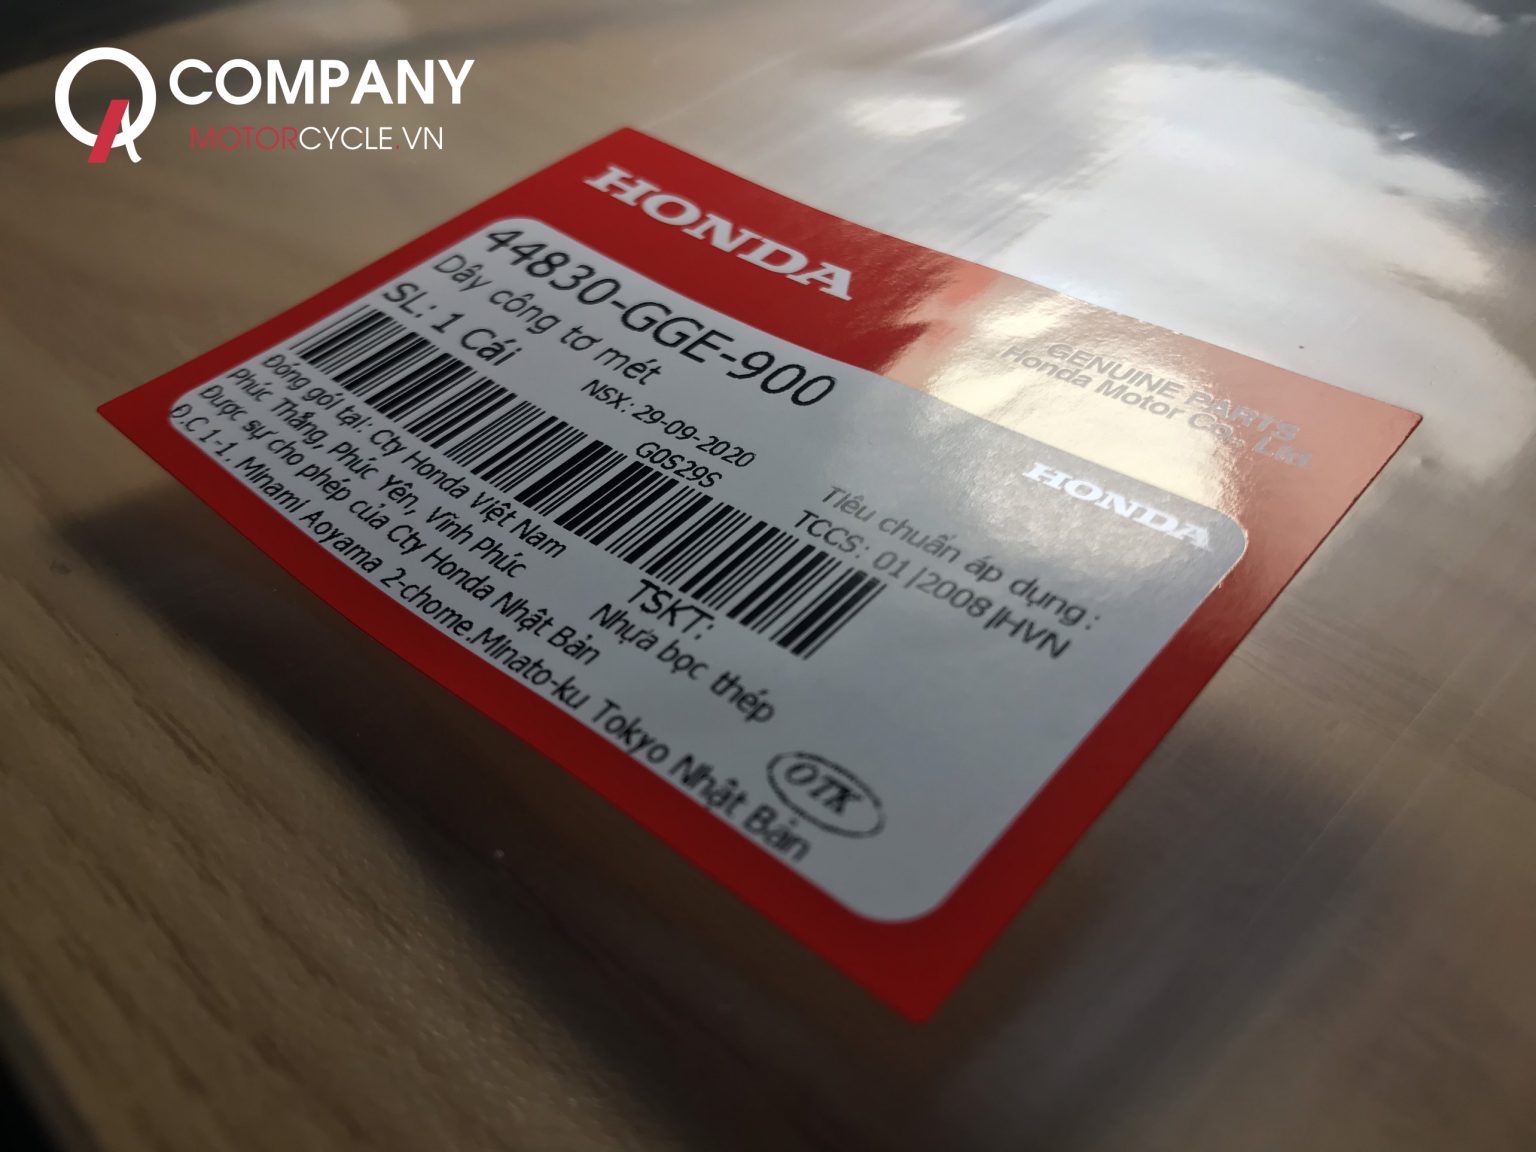 COMPANY
MOTORCYCLE.VN
HONDA
GENUINE PARTS
Honda Motor Co., Ltd.
44830-GGE-900
HONDA
Dây công tơ mét
SL: 1 Cái
NSX: 29-09-2020
G0S29S
Tiêu chuẩn áp dụng :
TCCS: 01|2008|HVN
Đóng gói tại: Cty Honda Việt Nam
Phúc Thắng, Phúc Yên, Vĩnh Phúc
Được sự cho phép của Cty Honda Nhật Bản
Đ.C 1-1. Minami Aoyama 2-chome.Minato-ku Tokyo Nhật Bản
TSKT:
Nhựa bọc thép
OTK